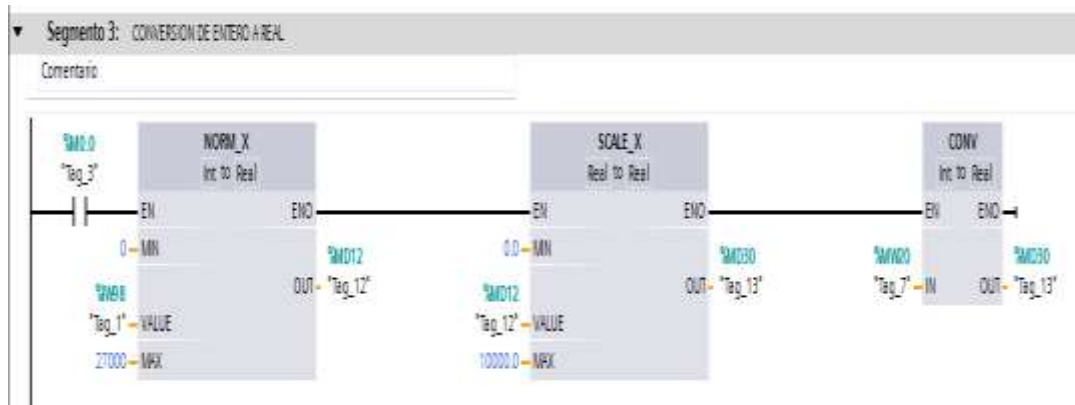 Segmento 3: CONVERSION DE ENTERO A REAL
Comentario
%M0.0
"Tag_3"
NORM_X
Int to Real
EN
ENO
0
MIN
%MD12
OUT
"Tag_12"
"Tag_1"
VALUE
27000
MAX
SCALE_X
Real to Real
EN
ENO
0.0
MIN
%MD30
OUT
"Tag_13"
%MD12
"Tag_12"
VALUE
10000.0
MAX
CONV
Int to Real
EN
ENO
%MW20
"Tag_7"
IN
%MD30
OUT
"Tag_13"